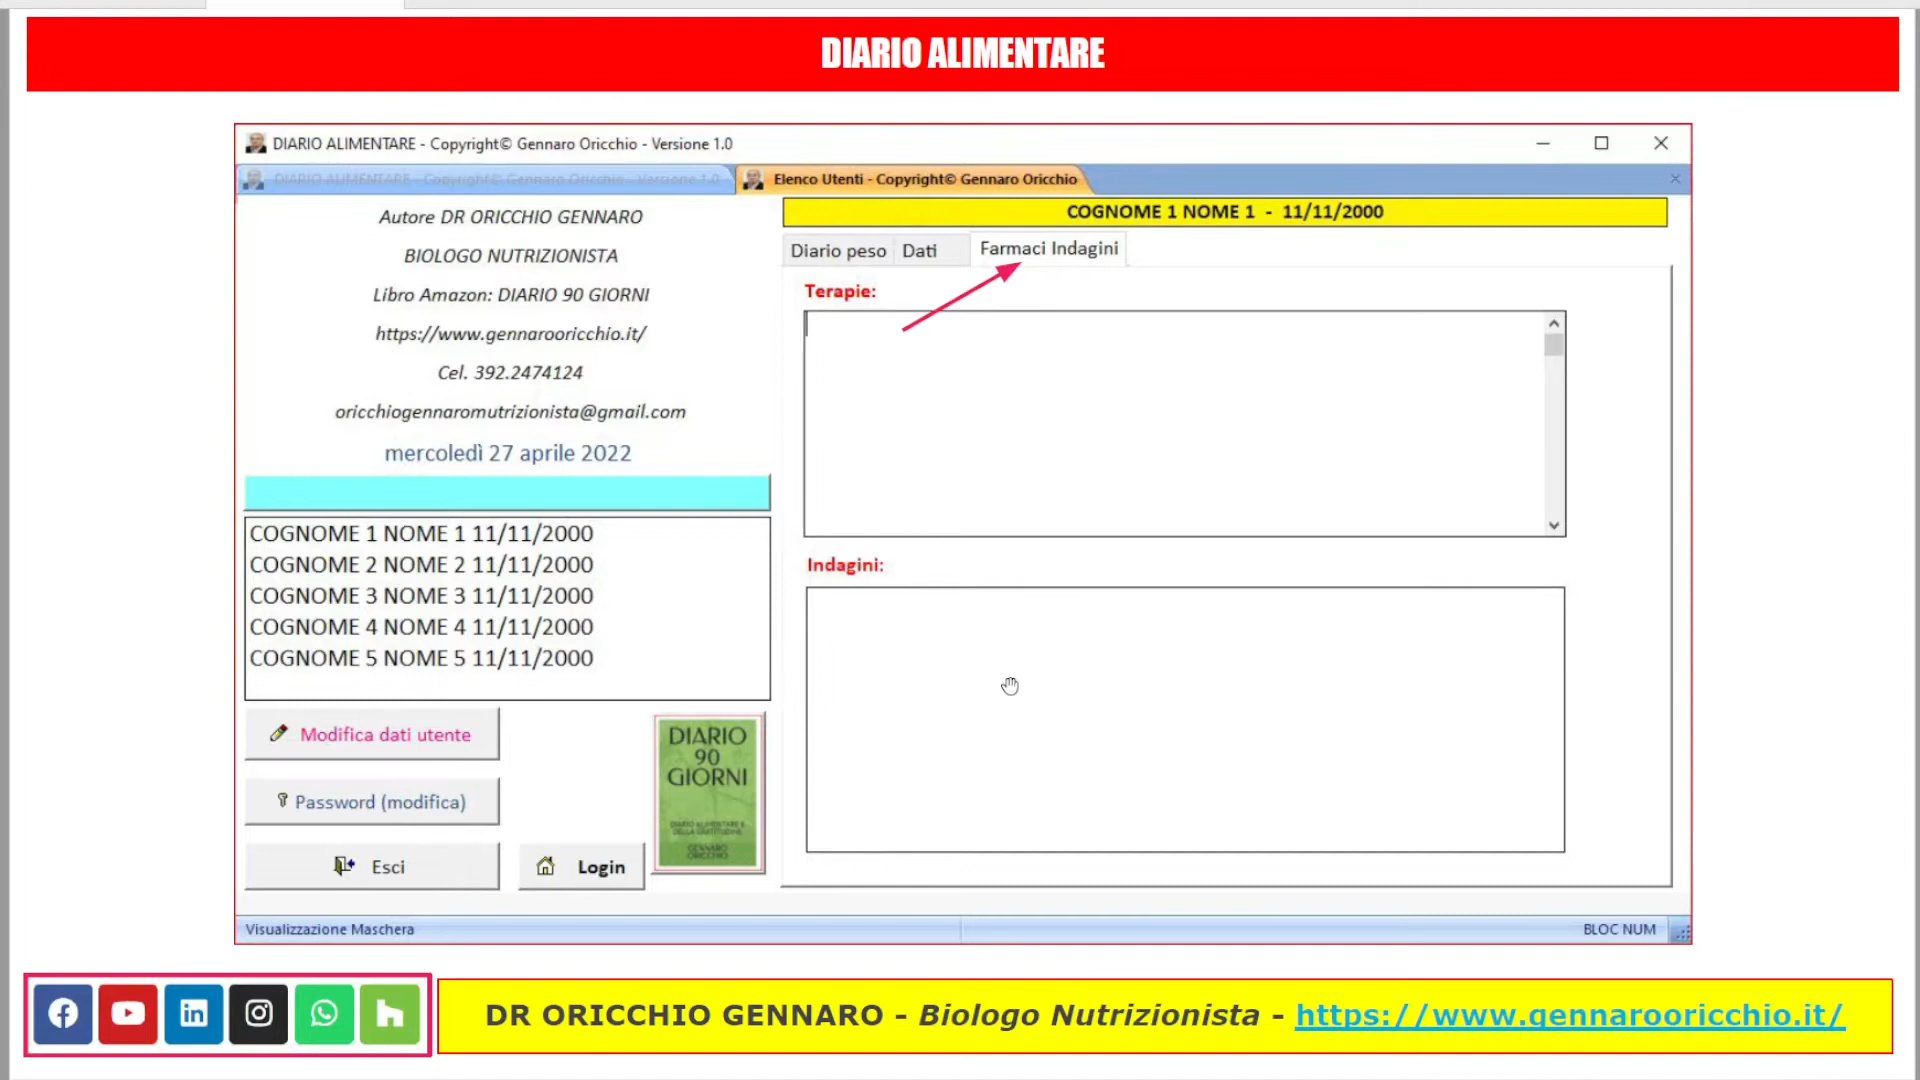 DIARIO ALIMENTARE
DIARIO ALIMENTARE - Copyright© Gennaro Oricchio - Versione 1.0
DIARIO ALIMENTARE - Copyright© Gennaro Oricchio - Versione 1.0
Elenco Utenti - Copyright© Gennaro Oricchio
Autore DR ORICCHIO GENNARO
BIOLOGO NUTRIZIONISTA
Libro Amazon: DIARIO 90 GIORNI
https://www.gennarooricchio.it/
Cel. 392.2474124
oricchiogennaromutrizionista@gmail.com
mercoledì 27 aprile 2022
COGNOME 1 NOME 1 11/11/2000
COGNOME 2 NOME 2 11/11/2000
COGNOME 3 NOME 3 11/11/2000
COGNOME 4 NOME 4 11/11/2000
COGNOME 5 NOME 5 11/11/2000
Modifica dati utente
Password (modifica)
Esci
Login
DIARIO
90
GIORNI
DIARIO ALIMENTARE E
DELLA GRATITUDINE
GENNARO
ORICCHIO
COGNOME 1 NOME 1 - 11/11/2000
Diario peso
Dati
Farmaci Indagini
Terapie:
Indagini:
Visualizzazione Maschera
BLOC NUM
DR ORICCHIO GENNARO - Biologo Nutrizionista - https://www.gennarooricchio.it/